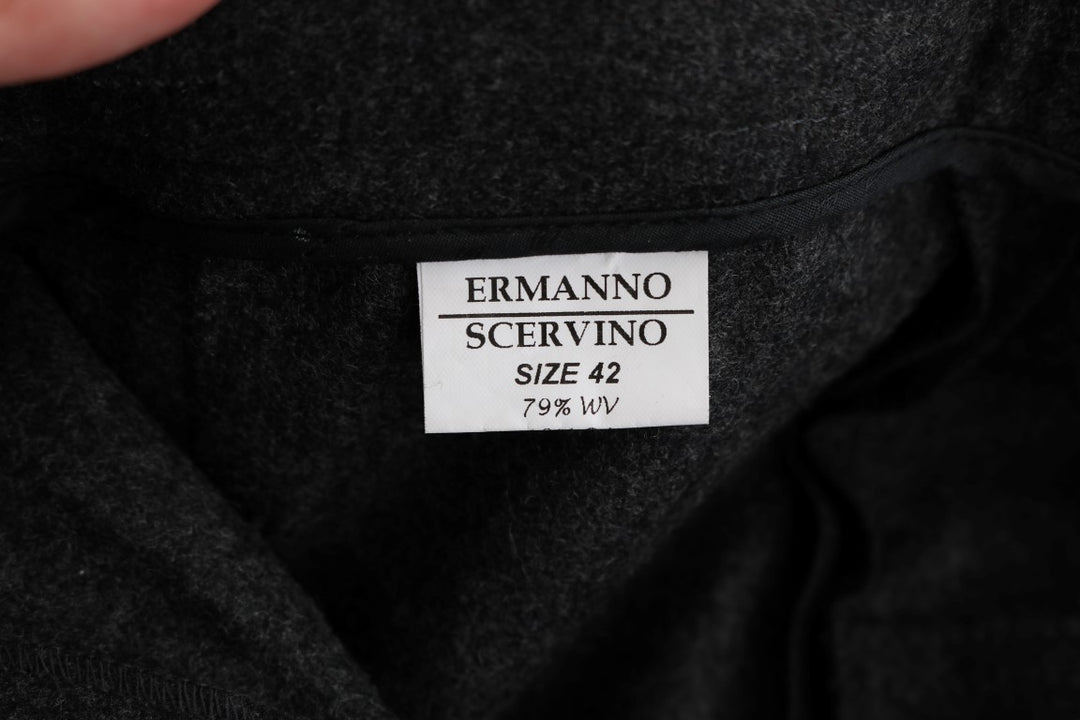 ERMANNO
SCERVINO
SIZE 42
79% WV